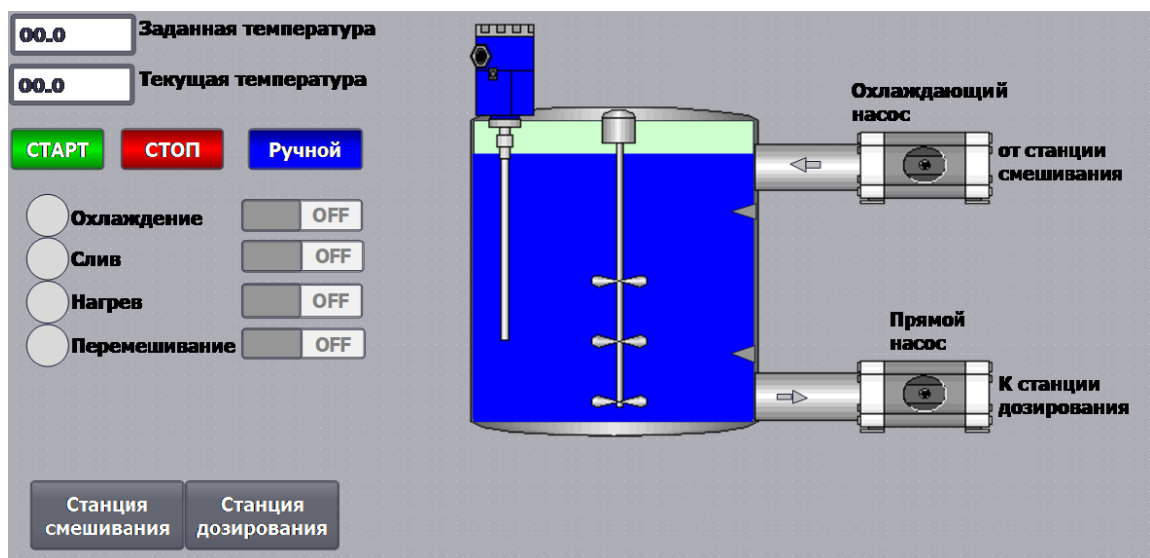 00.0 Заданная температура
00.0 Текущая температура
СТАРТ СТОП Ручной
Охлаждение OFF
Слив OFF
Нагрев OFF
Перемешивание OFF
Охлаждающий
насос
от станции
смешивания
Прямой
насос
К станции
дозирования
Станция
смешивания
Станция
дозирования